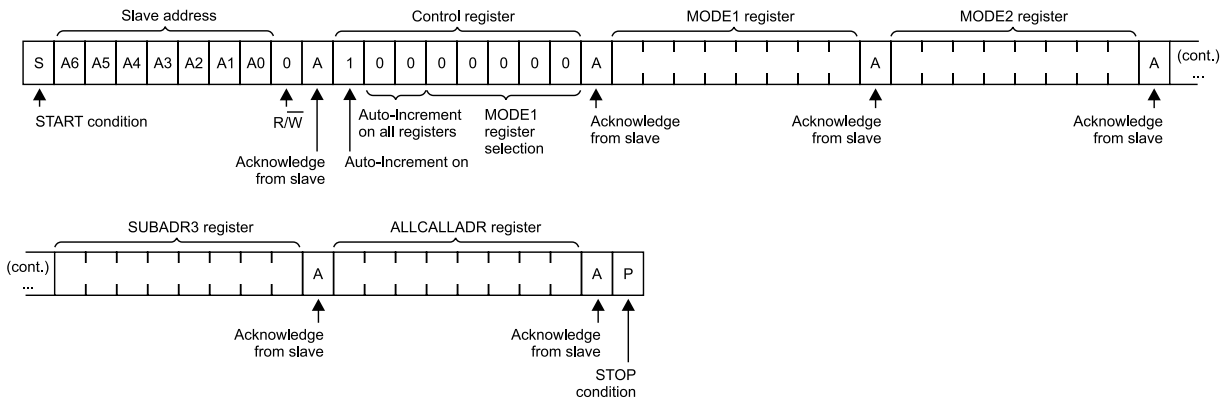 Slave address Control register MODE1 register MODE2 register
S A6 A5 A4 A3 A2 A1 A0 0 A 1 0 0 0 0 0 0 0 A A A (cont.)
...
START condition R/W̅ Auto-Increment MODE1 Acknowledge Acknowledge Acknowledge
on all registers register from slave from slave from slave
selection
Acknowledge Auto-Increment on
from slave
SUBADR3 register ALLCALLADR register
(cont.) A A P
...
Acknowledge Acknowledge
from slave from slave
STOP
condition